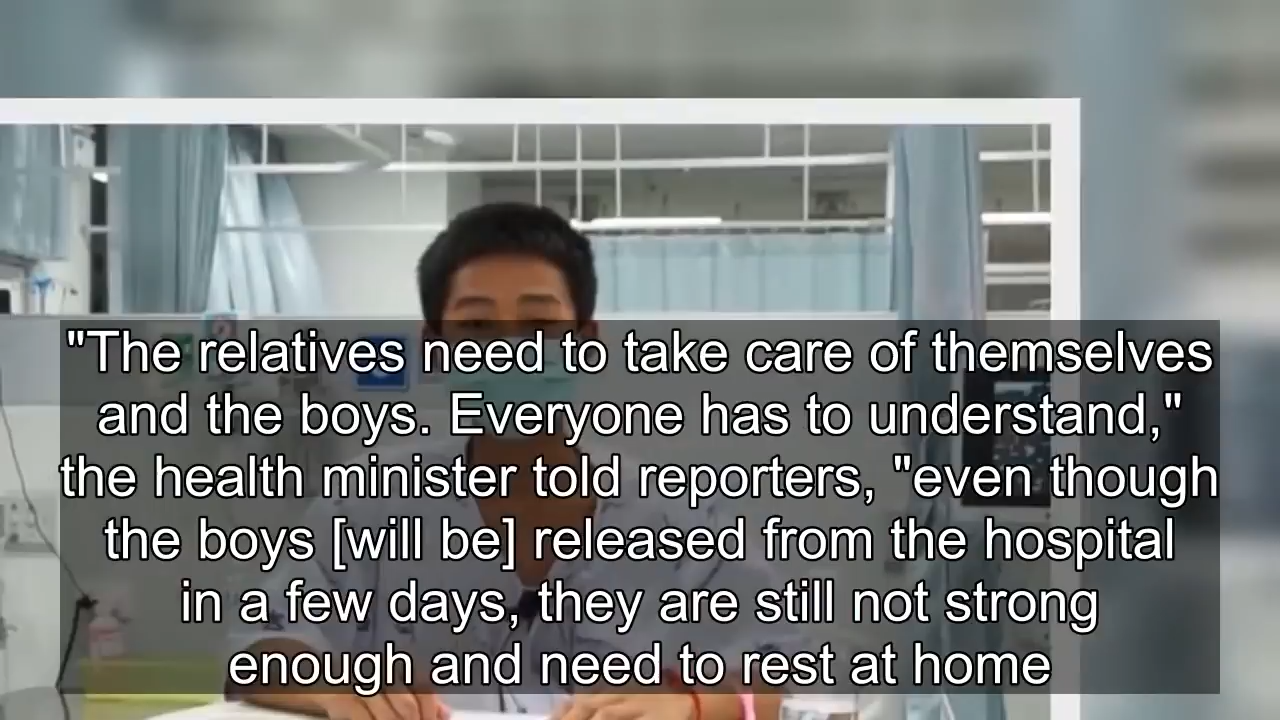 "The relatives need to take care of themselves
and the boys. Everyone has to understand,"
the health minister told reporters, "even though
the boys [will be] released from the hospital
in a few days, they are still not strong
enough and need to rest at home